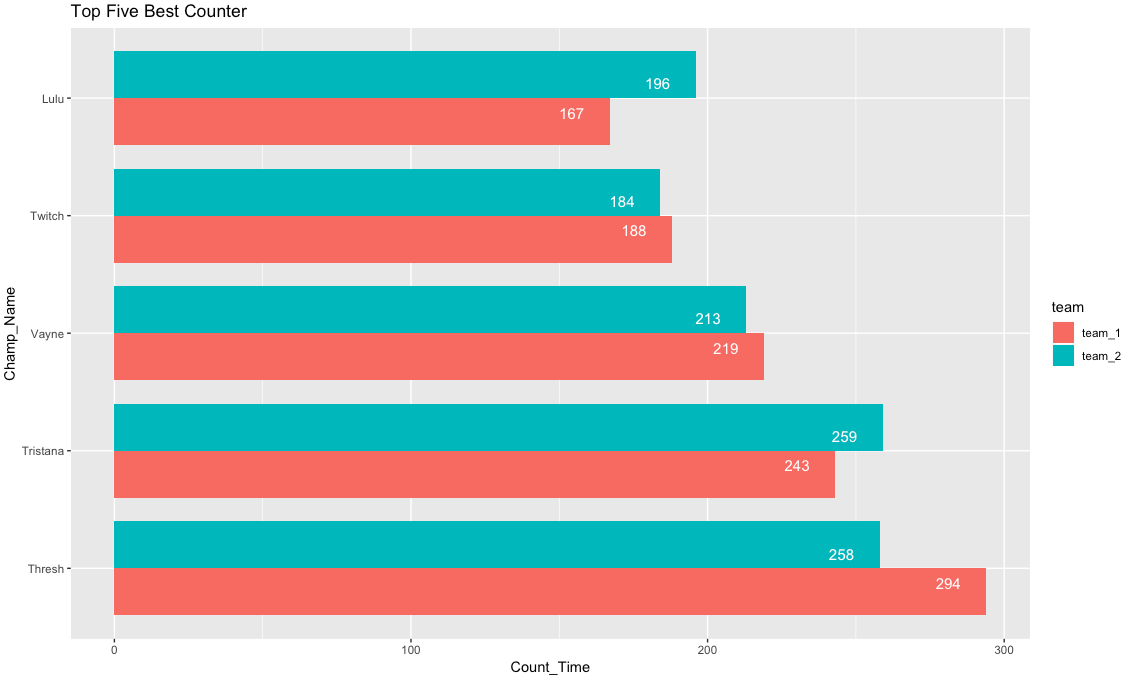 Top Five Best Counter
Champ_Name
Lulu
196
167
Twitch
184
188
Vayne
213
219
Tristana
259
243
Thresh
258
294
0
100
200
300
Count_Time
team
team_1
team_2